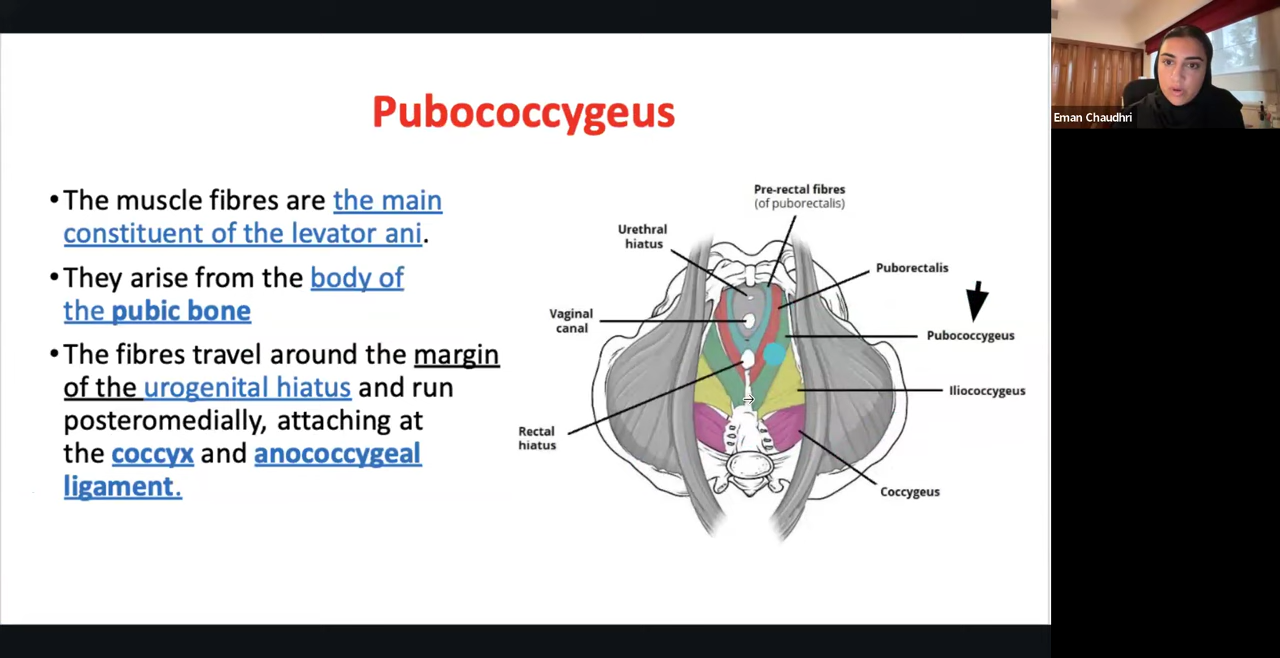 Pubococcygeus
•The muscle fibres are the main
constituent of the levator ani.
•They arise from the body of
the pubic bone
•The fibres travel around the margin
of the urogenital hiatus and run
posteromedially, attaching at
the coccyx and anococcygeal
ligament.
Pre-rectal fibres
(of puborectalis)
Urethral
hiatus
Puborectalis
Vaginal
canal
Pubococcygeus
Iliococcygeus
Rectal
hiatus
Coccygeus
Eman Chaudhri